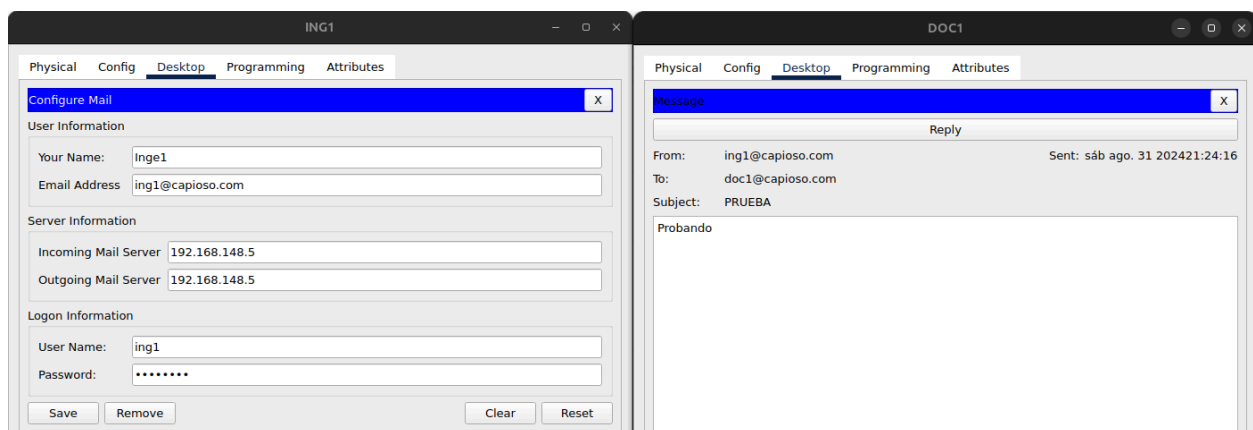 ING1
Physical Config Desktop Programming Attributes
Configure Mail X
User Information
Your Name: Inge1
Email Address ing1@capioso.com
Server Information
Incoming Mail Server 192.168.148.5
Outgoing Mail Server 192.168.148.5
Logon Information
User Name: ing1
Password: ••••••••
Save Remove Clear Reset
DOC1
Physical Config Desktop Programming Attributes
Message X
Reply
From: ing1@capioso.com Sent: sáb ago. 31 202421:24:16
To: doc1@capioso.com
Subject: PRUEBA
Probando